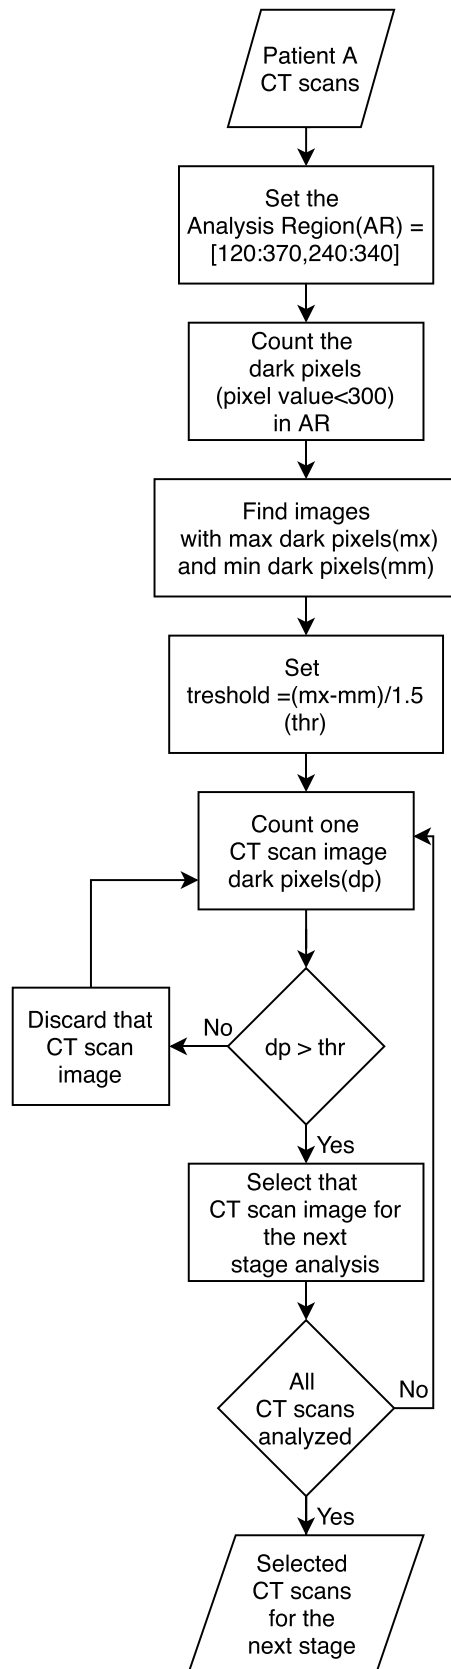 Patient A
CT scans
Set the
Analysis Region(AR) =
[120:370,240:340]
Count the
dark pixels
(pixel value<300)
in AR
Find images
with max dark pixels(mx)
and min dark pixels(mm)
Set
treshold =(mx-mm)/1.5
(thr)
Count one
CT scan image
dark pixels(dp)
dp > thr
No
Discard that
CT scan
image
Yes
Select that
CT scan image for
the next
stage analysis
All
CT scans
analyzed
No
Yes
Selected
CT scans
for the
next stage